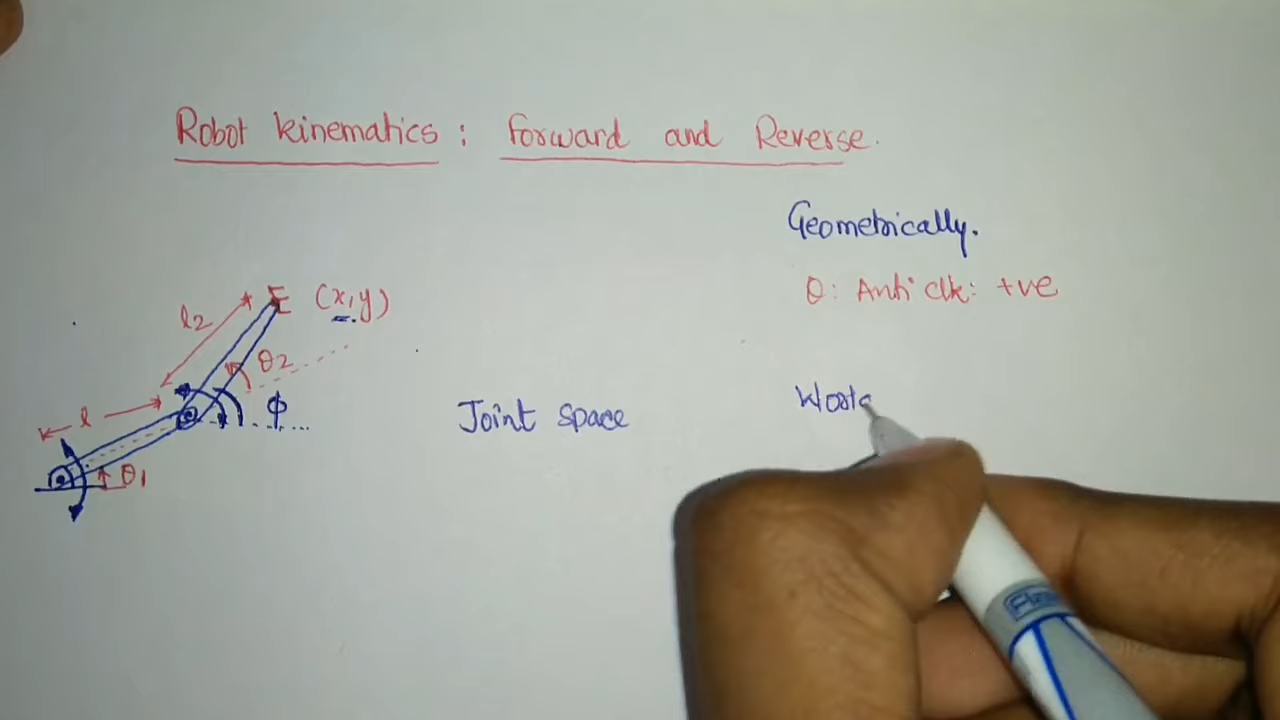 Robot kinematics: forward and Reverse.
Geometrically.
θ: Anti clk: +ve
E (x,y)
l2
θ2
l
ϕ
θ1
Joint space